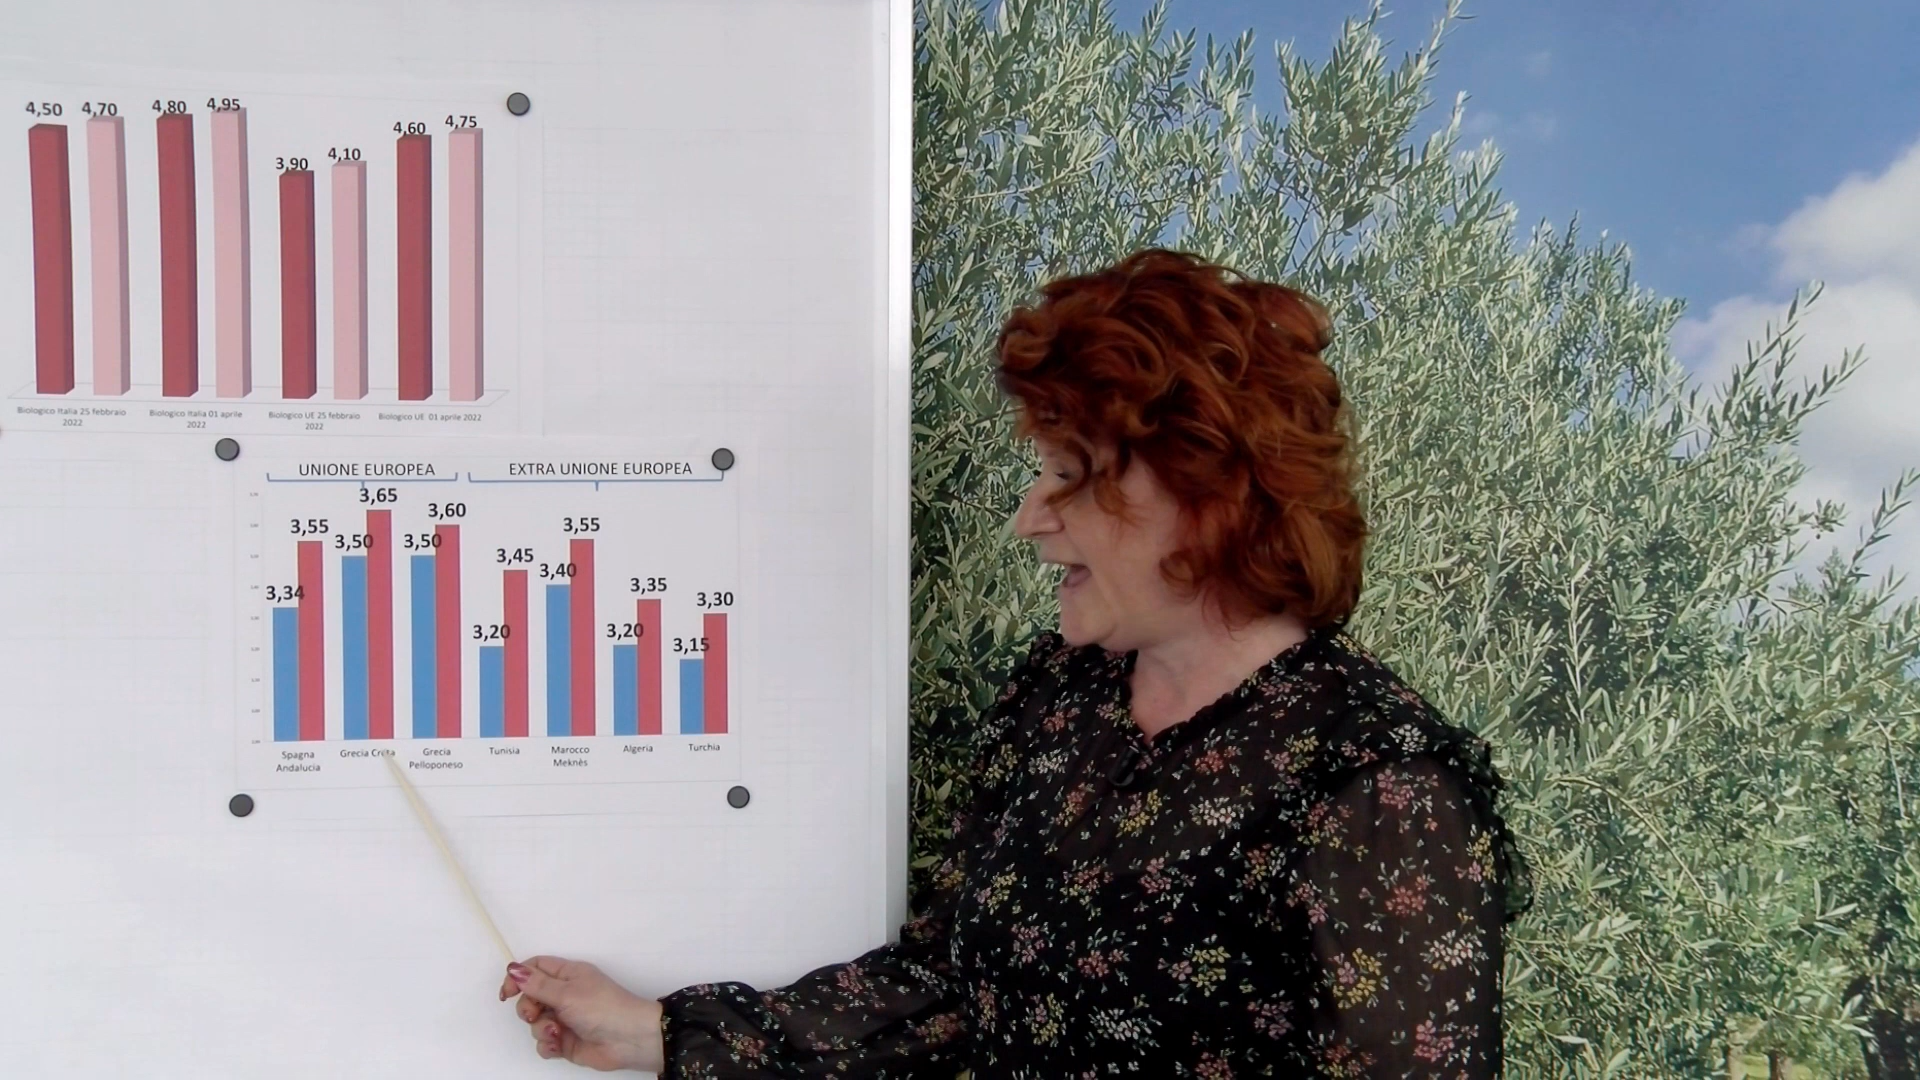 4,50 4,70 4,80 4,95 3,90 4,10 4,60 4,75
Biologico Italia 25 febbraio
2022
Biologico Italia 01 aprile
2022
Biologico UE 25 febbraio
2022
Biologico UE 01 aprile 2022
UNIONE EUROPEA EXTRA UNIONE EUROPEA
3,34 3,55 3,50 3,65 3,50 3,60 3,20 3,45 3,40 3,55 3,20 3,35 3,15 3,30
Spagna
Andalucia
Grecia Creta
Grecia
Pelloponeso
Tunisia
Marocco
Meknès
Algeria
Turchia